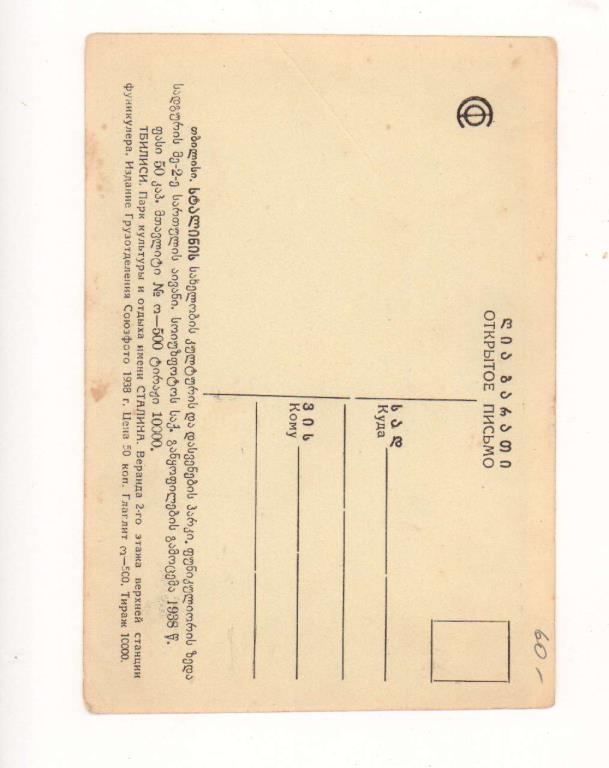 ღია ბარათი
ОТКРЫТОЕ ПИСЬМО
სად
Куда
ვის
Кому
თბილისი. სტალინის სახელობის კულტურის და დასვენების პარკი. ფუნიკულიორის ზედა
სადგურის მე-2-ე სართულის აივანი. სოიუზფოტოს საქ. განყოფილების გამოცემა 1938 წ.
ფასი 50 კაპ. მთავლიტი № თ—500 ტირაჟი 10000.
ТБИЛИСИ. Парк культуры и отдыха имени СТАЛИНА. Веранда 2-го этажа верхней станции
фуникулера. Издание Грузотделения Союзфото 1938 г. Цена 50 коп. Главлит თ—500. Тираж 10000.
60-